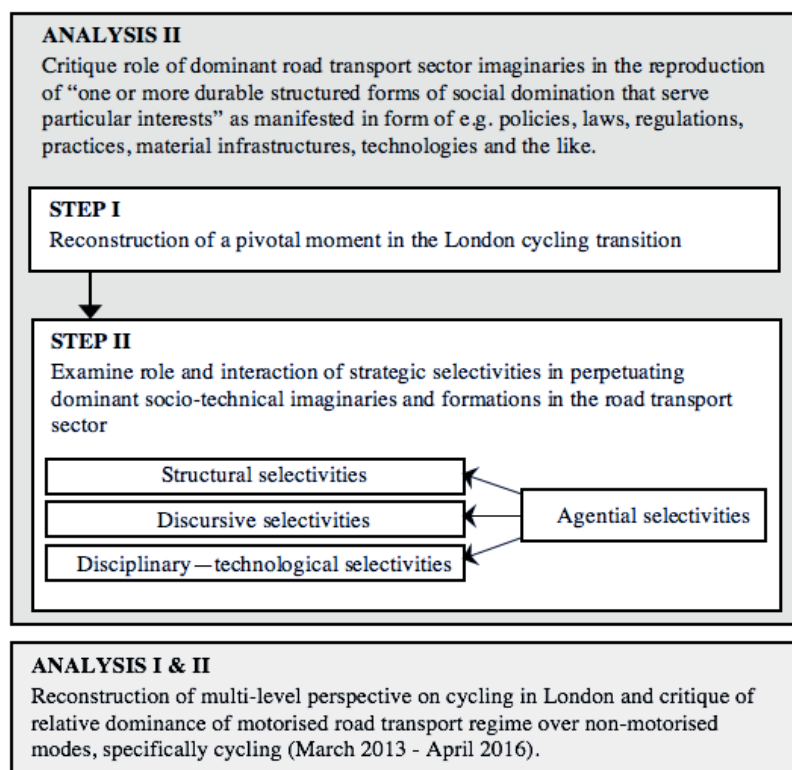 ANALYSIS II
Critique role of dominant road transport sector imaginaries in the reproduction
of “one or more durable structured forms of social domination that serve
particular interests” as manifested in form of e.g. policies, laws, regulations,
practices, material infrastructures, technologies and the like.
STEP I
Reconstruction of a pivotal moment in the London cycling transition
STEP II
Examine role and interaction of strategic selectivities in perpetuating
dominant socio-technical imaginaries and formations in the road transport
sector
Structural selectivities
Discursive selectivities
Agential selectivities
Disciplinary—technological selectivities
ANALYSIS I & II
Reconstruction of multi-level perspective on cycling in London and critique of
relative dominance of motorised road transport regime over non-motorised
modes, specifically cycling (March 2013 - April 2016).